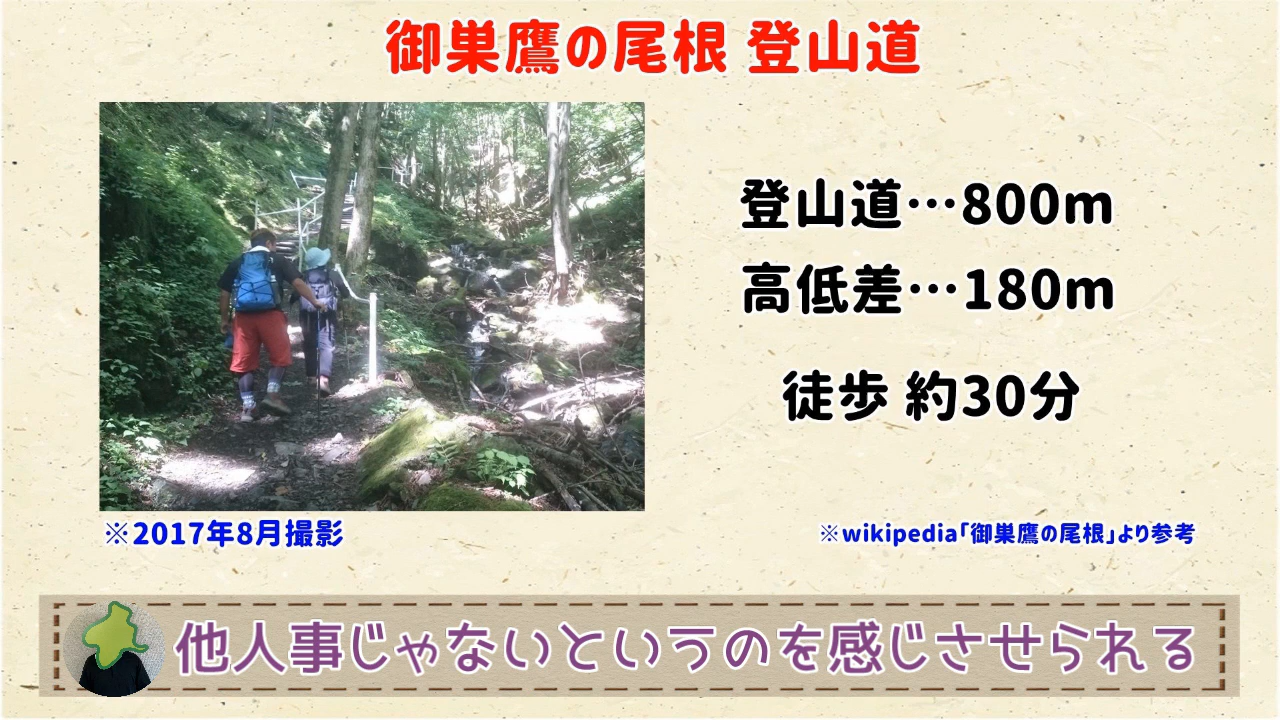 御巣鷹の尾根 登山道
登山道…800m
高低差…180m
徒歩 約30分
※2017年8月撮影
※wikipedia「御巣鷹の尾根」より参考
他人事じゃないというのを感じさせられる